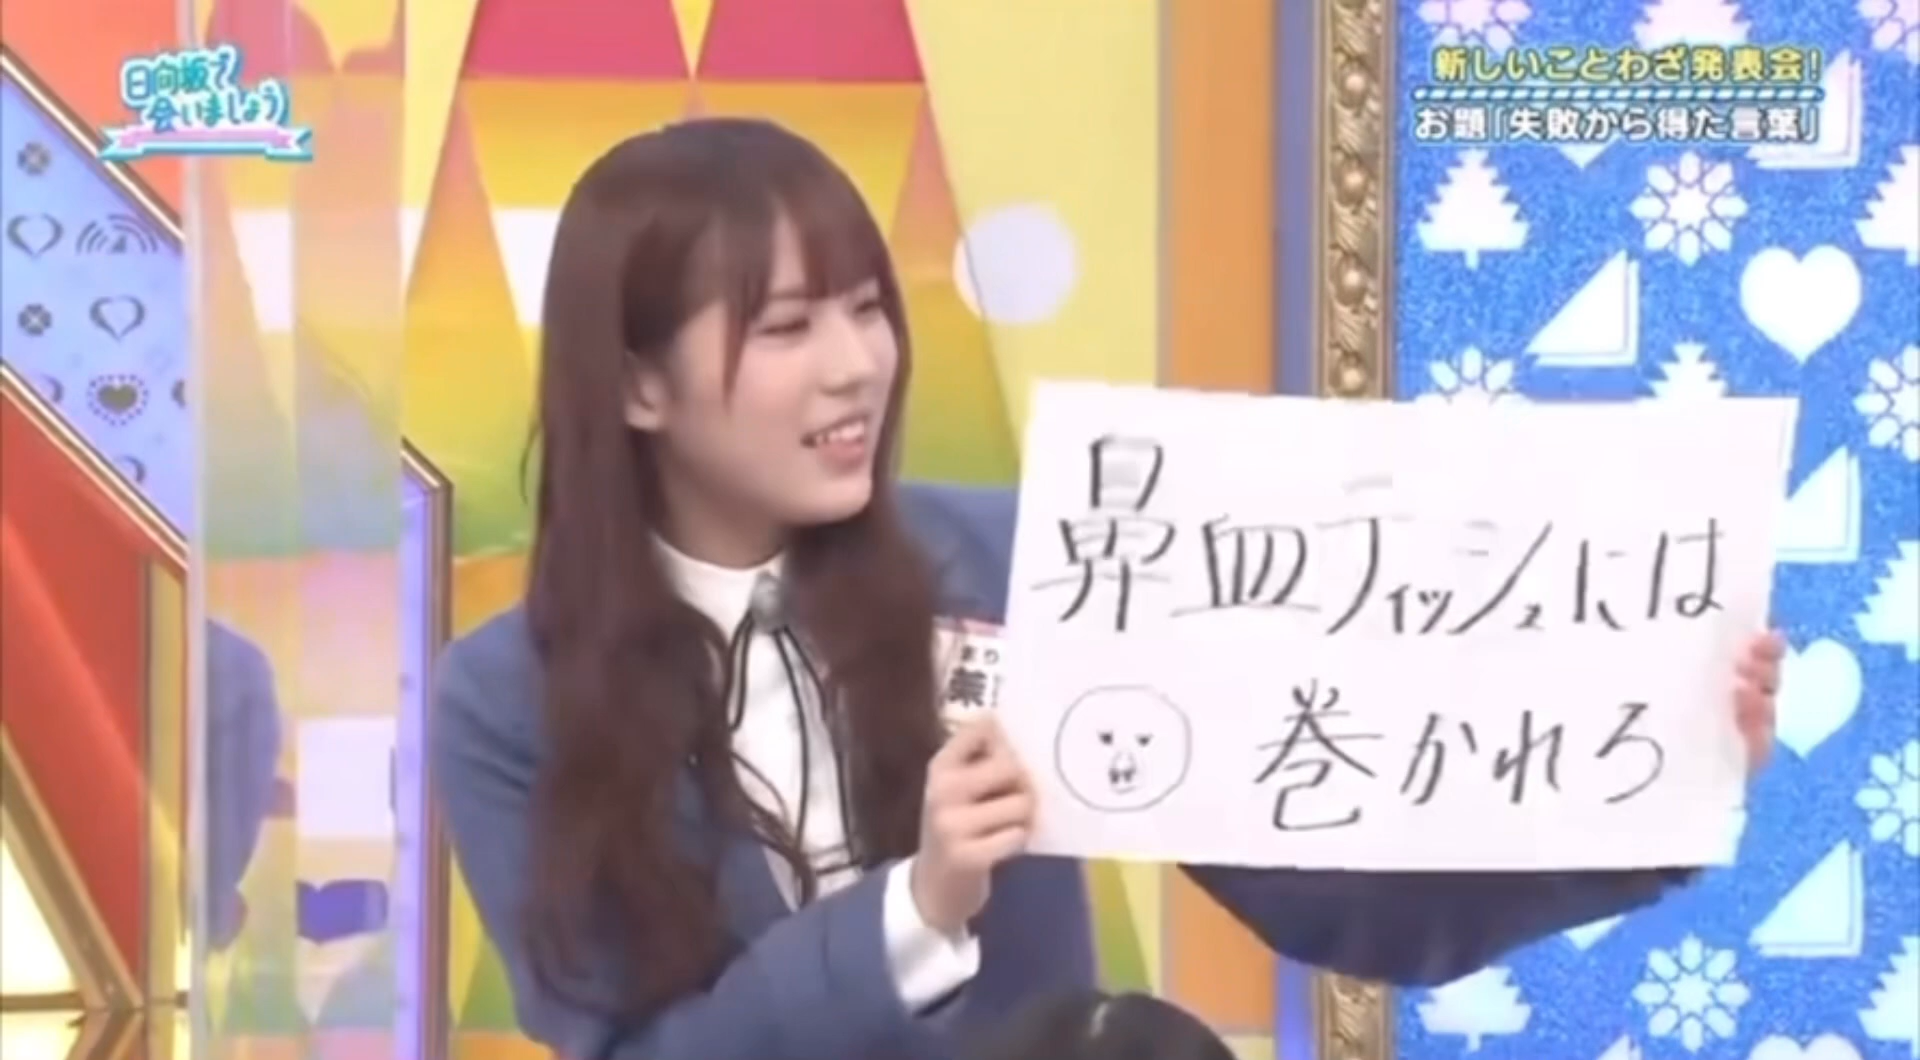 日向坂で
会いましょう
新しいことわざ発表会!
お題「失敗から得た言葉」
鼻血ティッシュには
巻かれろ
まり